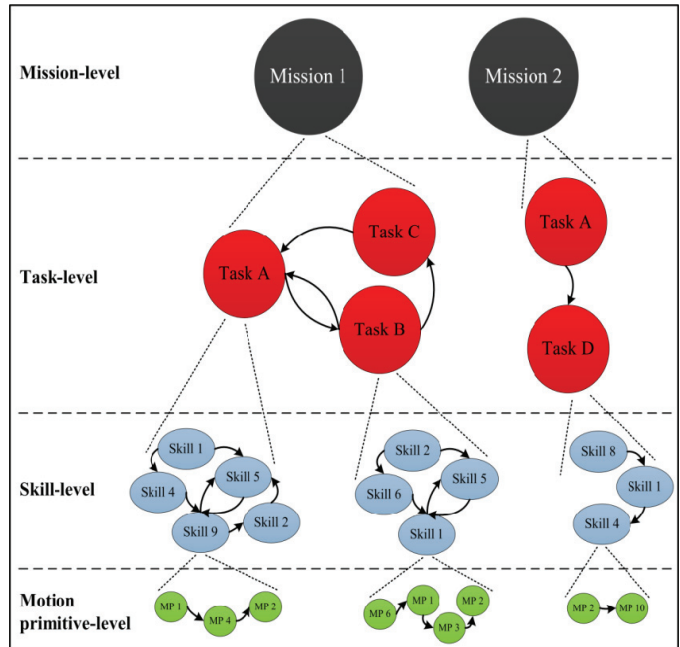 Mission-level
Mission 1
Mission 2
Task-level
Task A
Task C
Task B
Task A
Task D
Skill-level
Skill 1
Skill 4
Skill 5
Skill 9
Skill 2
Skill 2
Skill 6
Skill 5
Skill 1
Skill 8
Skill 1
Skill 4
Motion
primitive-level
MP 1
MP 4
MP 2
MP 6
MP 1
MP 3
MP 2
MP 2
MP 10